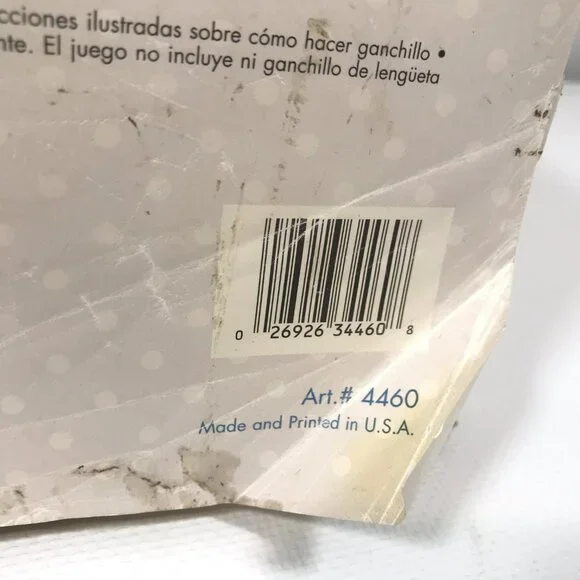 cciones ilustradas sobre cómo hacer ganchillo •
nte. El juego no incluye ni ganchillo de lengüeta
0 26926 34460 8
Art.# 4460
Made and Printed in U.S.A.